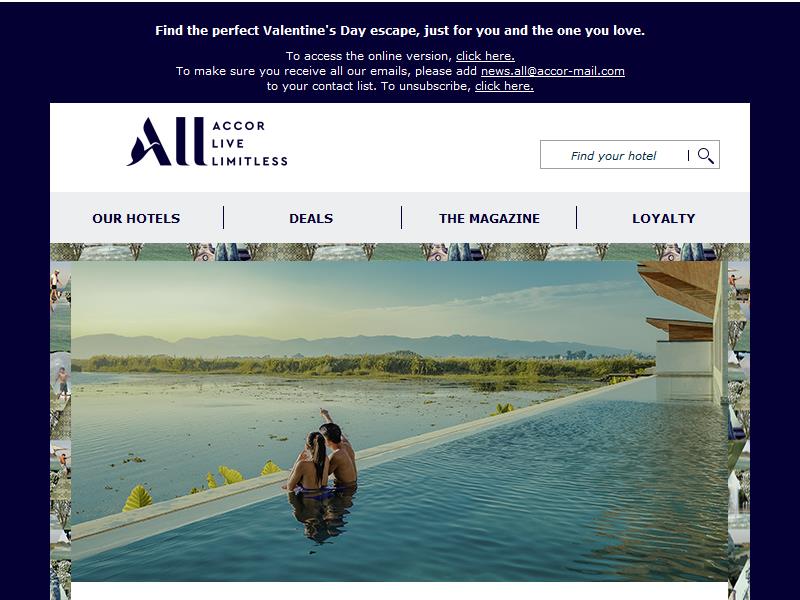 Find the perfect Valentine's Day escape, just for you and the one you love.
To access the online version, click here.
To make sure you receive all our emails, please add news.all@accor-mail.com
to your contact list. To unsubscribe, click here.
All ACCOR
LIVE
LIMITLESS
Find your hotel
OUR HOTELS
DEALS
THE MAGAZINE
LOYALTY